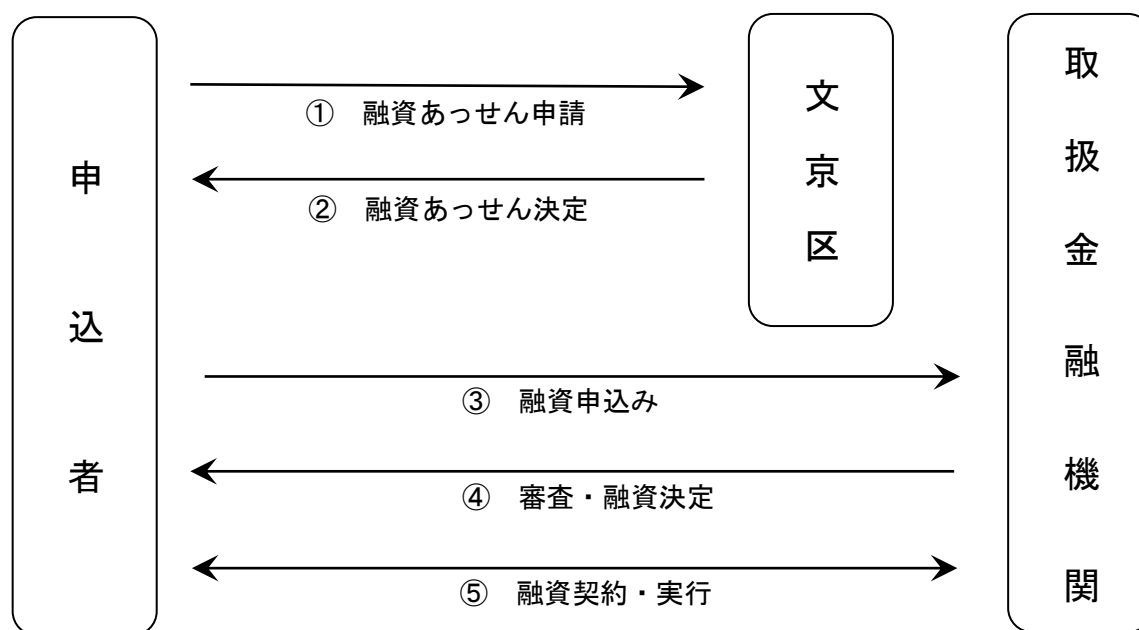 申込者
① 融資あっせん申請
② 融資あっせん決定
文京区
③ 融資申込み
④ 審査・融資決定
⑤ 融資契約・実行
取扱金融機関